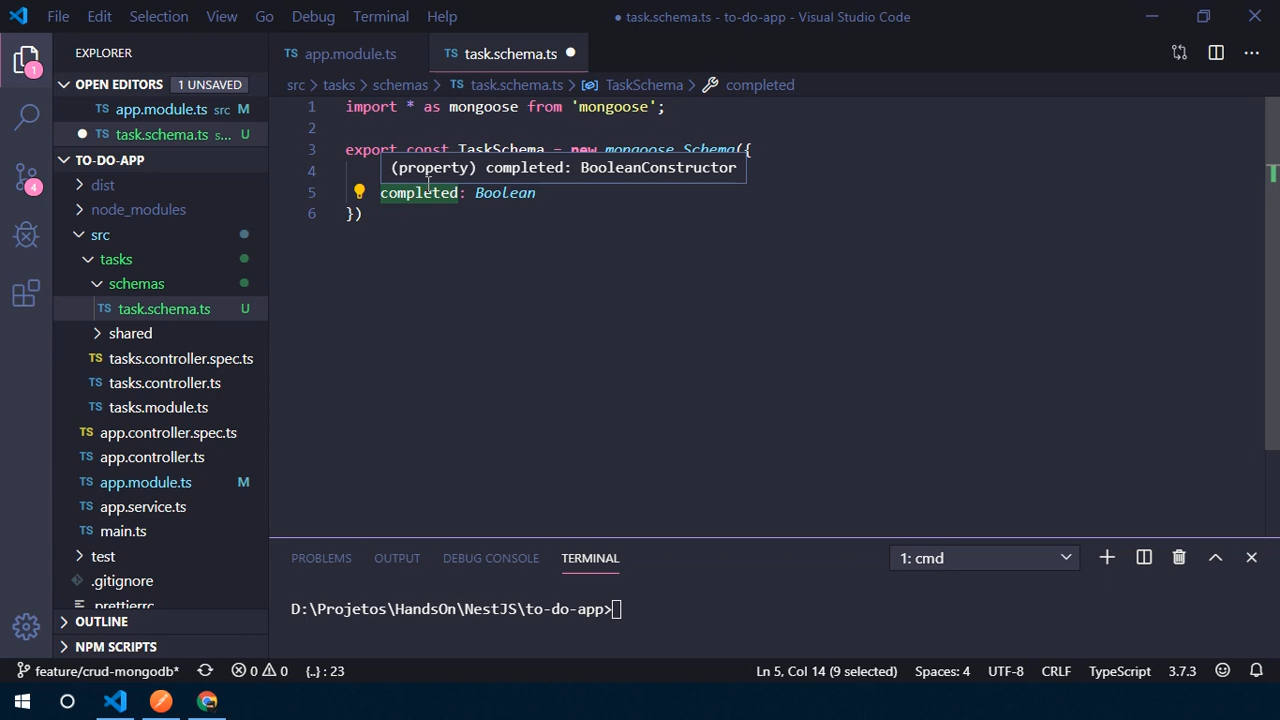 File Edit Selection View Go Debug Terminal Help
● task.schema.ts - to-do-app - Visual Studio Code
EXPLORER
app.module.ts
task.schema.ts ●
OPEN EDITORS 1 UNSAVED
src > tasks > schemas > TS task.schema.ts > TaskSchema > completed
TS app.module.ts src M
TS task.schema.ts s... U
TO-DO-APP
dist
node_modules
src
tasks
schemas
TS task.schema.ts U
shared
TS tasks.controller.spec.ts
TS tasks.controller.ts
TS tasks.module.ts
TS app.controller.spec.ts
TS app.controller.ts
TS app.module.ts M
TS app.service.ts
TS main.ts
test
.gitignore
.prettierrc
OUTLINE
NPM SCRIPTS
1 import * as mongoose from 'mongoose';
2
3 export const TaskSchema = new mongoose.Schema({
(property) completed: BooleanConstructor
4
5 completed: Boolean
6 })
PROBLEMS OUTPUT DEBUG CONSOLE TERMINAL 1: cmd
D:\Projetos\HandsOn\NestJS\to-do-app>
1
4
feature/crud-mongodb* 0 0 {..} : 23 Ln 5, Col 14 (9 selected) Spaces: 4 UTF-8 CRLF TypeScript 3.7.3